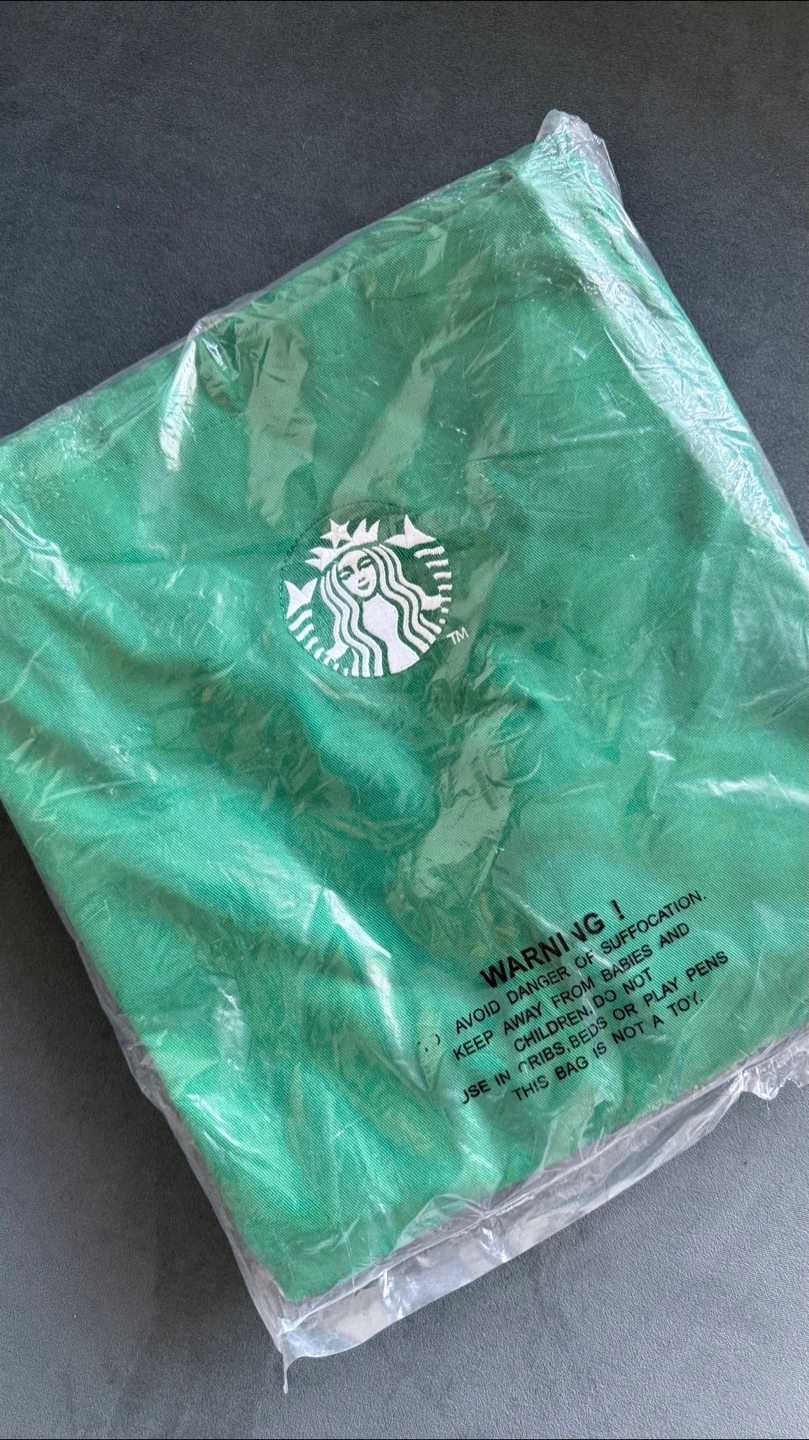 TM
WARNING !
AVOID DANGER OF SUFFOCATION.
KEEP AWAY FROM BABIES AND
CHILDREN,DO NOT
USE IN CRIBS,BEDS OR PLAY PENS
THIS BAG IS NOT A TOY.